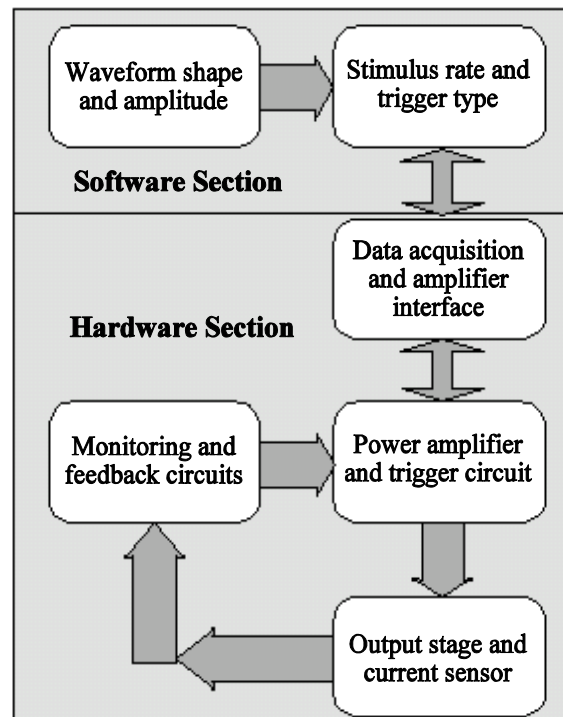 Waveform shape
and amplitude
Stimulus rate and
trigger type
Software Section
Data acquisition
and amplifier
interface
Hardware Section
Monitoring and
feedback circuits
Power amplifier
and trigger circuit
Output stage and
current sensor